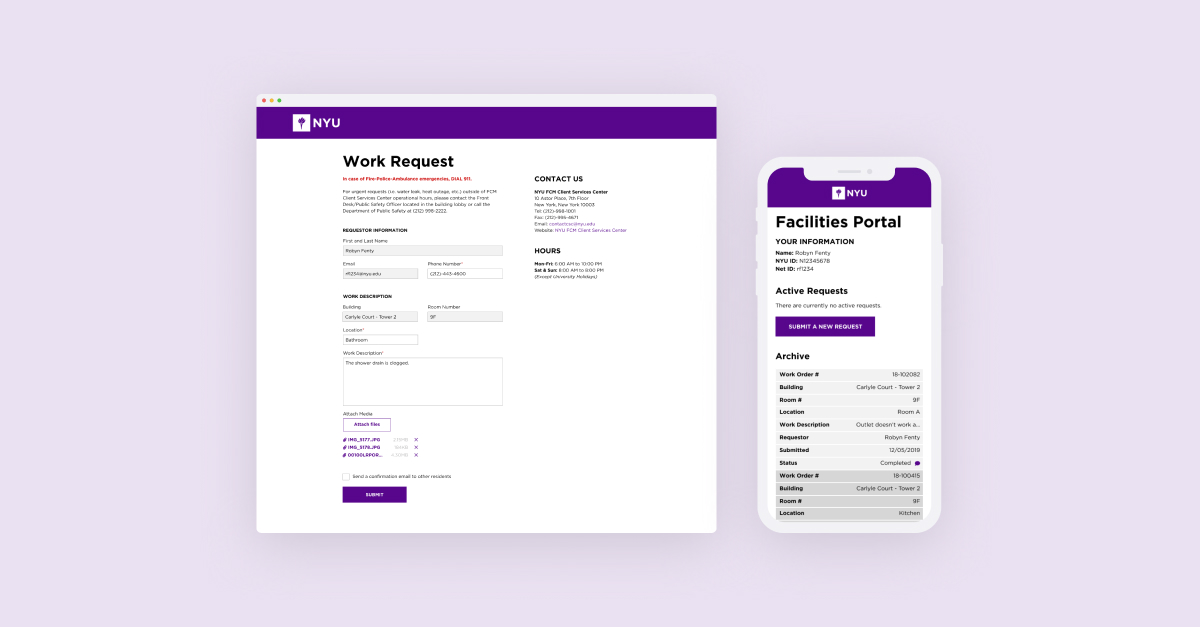 NYU
Work Request
In case of Fire-Police-Ambulance emergencies, DIAL 911.
For urgent requests (i.e. water leak, heat outage, etc.) outside of FCM
Client Services Center operational hours, please contact the Front
Desk/Public Safety Officer located in the building lobby or call the
Department of Public Safety at (212) 998-2222.
REQUESTOR INFORMATION
First and Last Name
Robyn Fenty
Email Phone Number*
rf1234@nyu.edu (212)-443-4600
WORK DESCRIPTION
Building Room Number
Carlyle Court - Tower 2 9F
Location*
Bathroom
Work Description*
The shower drain is clogged.
Attach Media
Attach files
IMG_5177.JPG
IMG_5178.JPG
00100LRPOR...
Send a confirmation email to other residents
SUBMIT
CONTACT US
NYU FCM Client Services Center
10 Astor Place, 7th Floor
New York, New York 10003
Tel: (212)-998-1001
Fax: (212)-995-4671
Email: contactcsc@nyu.edu
Website: NYU FCM Client Services Center
HOURS
Mon-Fri: 6:00 AM to 10:00 PM
Sat & Sun: 8:00 AM to 8:00 PM
(Except University Holidays)
NYU
Facilities Portal
YOUR INFORMATION
Name: Robyn Fenty
NYU ID: N12345678
Net ID: rf1234
Active Requests
There are currently no active requests.
SUBMIT A NEW REQUEST
Archive
Work Order # 18-102082
Building Carlyle Court - Tower 2
Room # 9F
Location Room A
Work Description Outlet doesn't work a...
Requestor Robyn Fenty
Submitted 12/05/2019
Status Completed
Work Order # 18-100415
Building Carlyle Court - Tower 2
Room # 9F
Location Kitchen